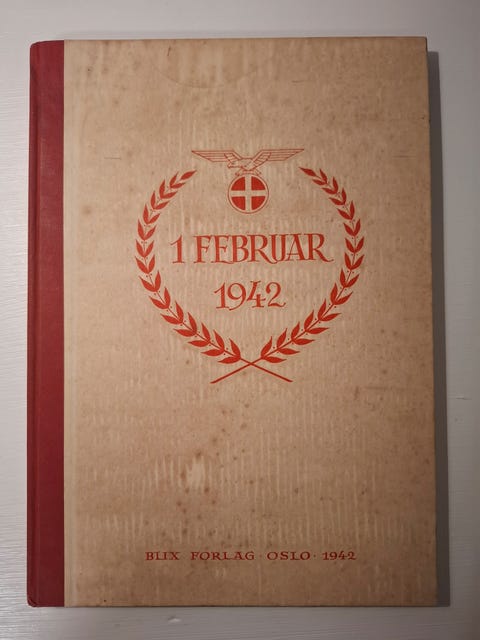 1 FEBRUAR
1942
BLIX FORLAG · OSLO · 1942